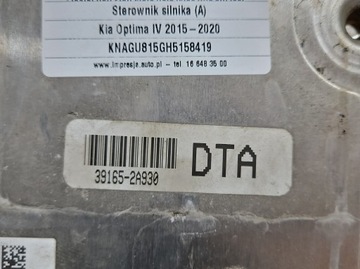 Sterownik silnika (A)
Kia Optima IV 2015-2020
KNAGU815GH5158419
www.impresja.auto.pl - tel 16 648 35 00
DTA
39165-2A930